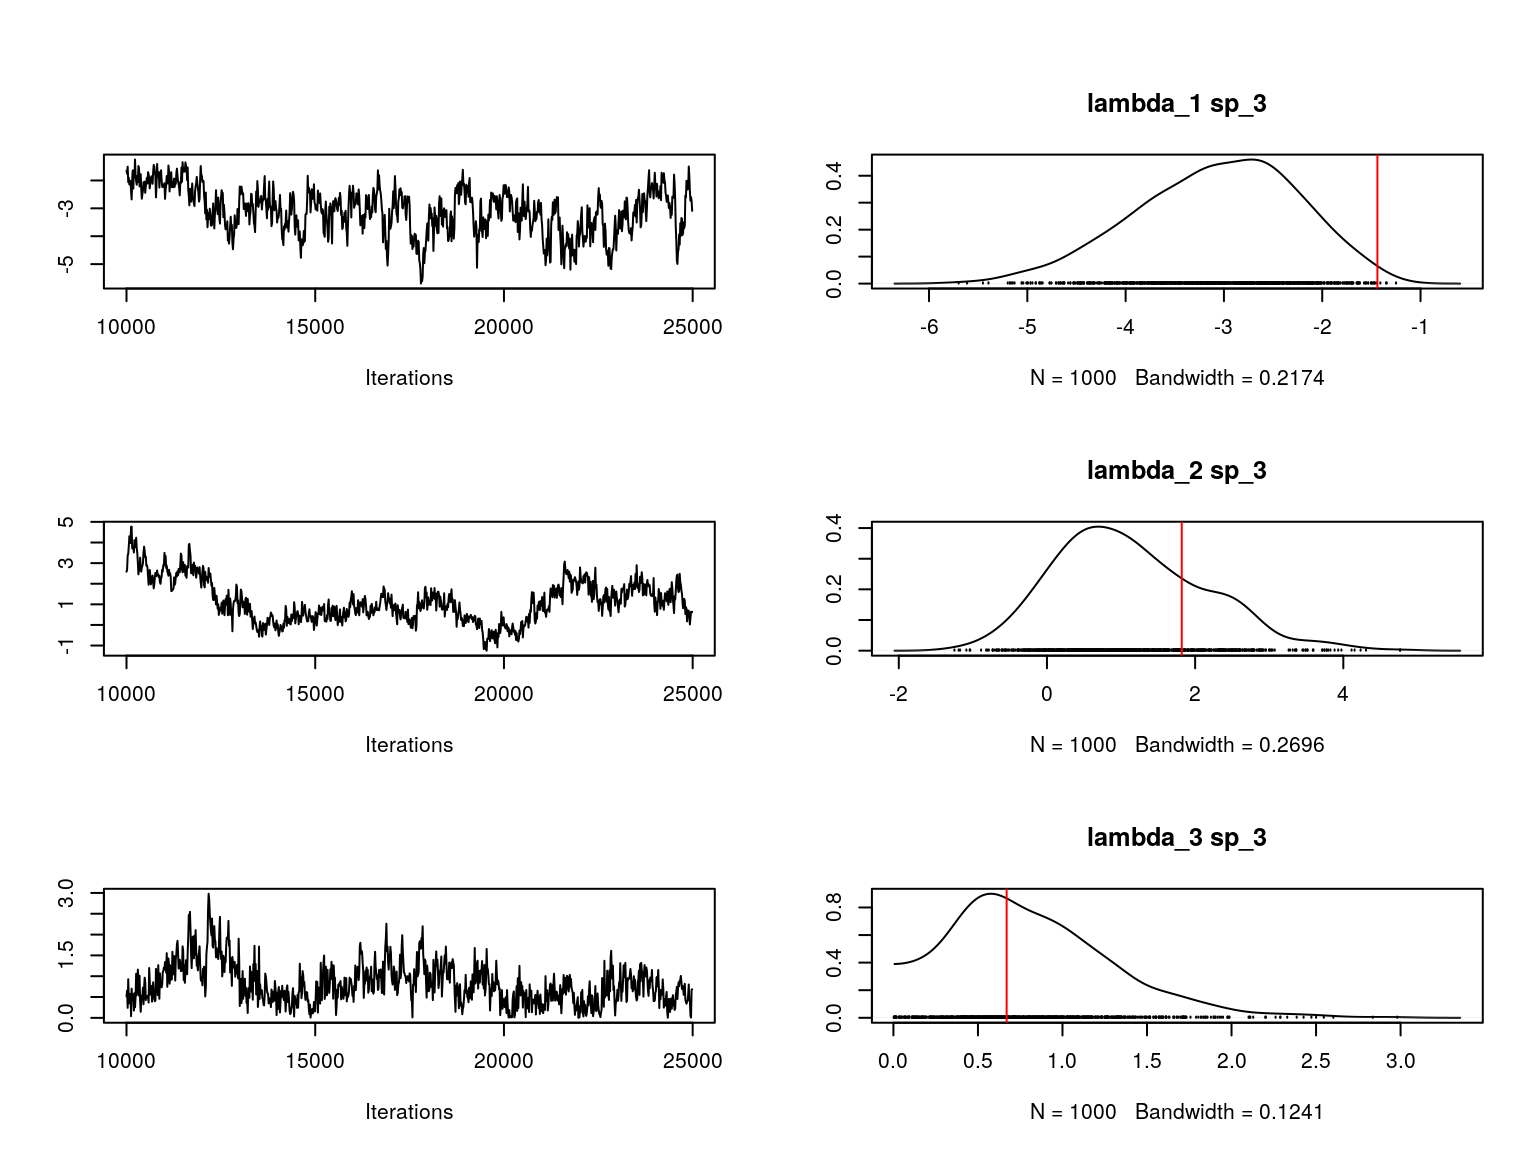 lambda_1 sp_3
-5 -3
10000 15000 20000 25000
Iterations
0.0 0.2 0.4
-6 -5 -4 -3 -2 -1
N = 1000 Bandwidth = 0.2174
lambda_2 sp_3
-1 1 3 5
10000 15000 20000 25000
Iterations
0.0 0.2 0.4
-2 0 2 4
N = 1000 Bandwidth = 0.2696
lambda_3 sp_3
0.0 1.5 3.0
10000 15000 20000 25000
Iterations
0.0 0.4 0.8
0.0 0.5 1.0 1.5 2.0 2.5 3.0
N = 1000 Bandwidth = 0.1241